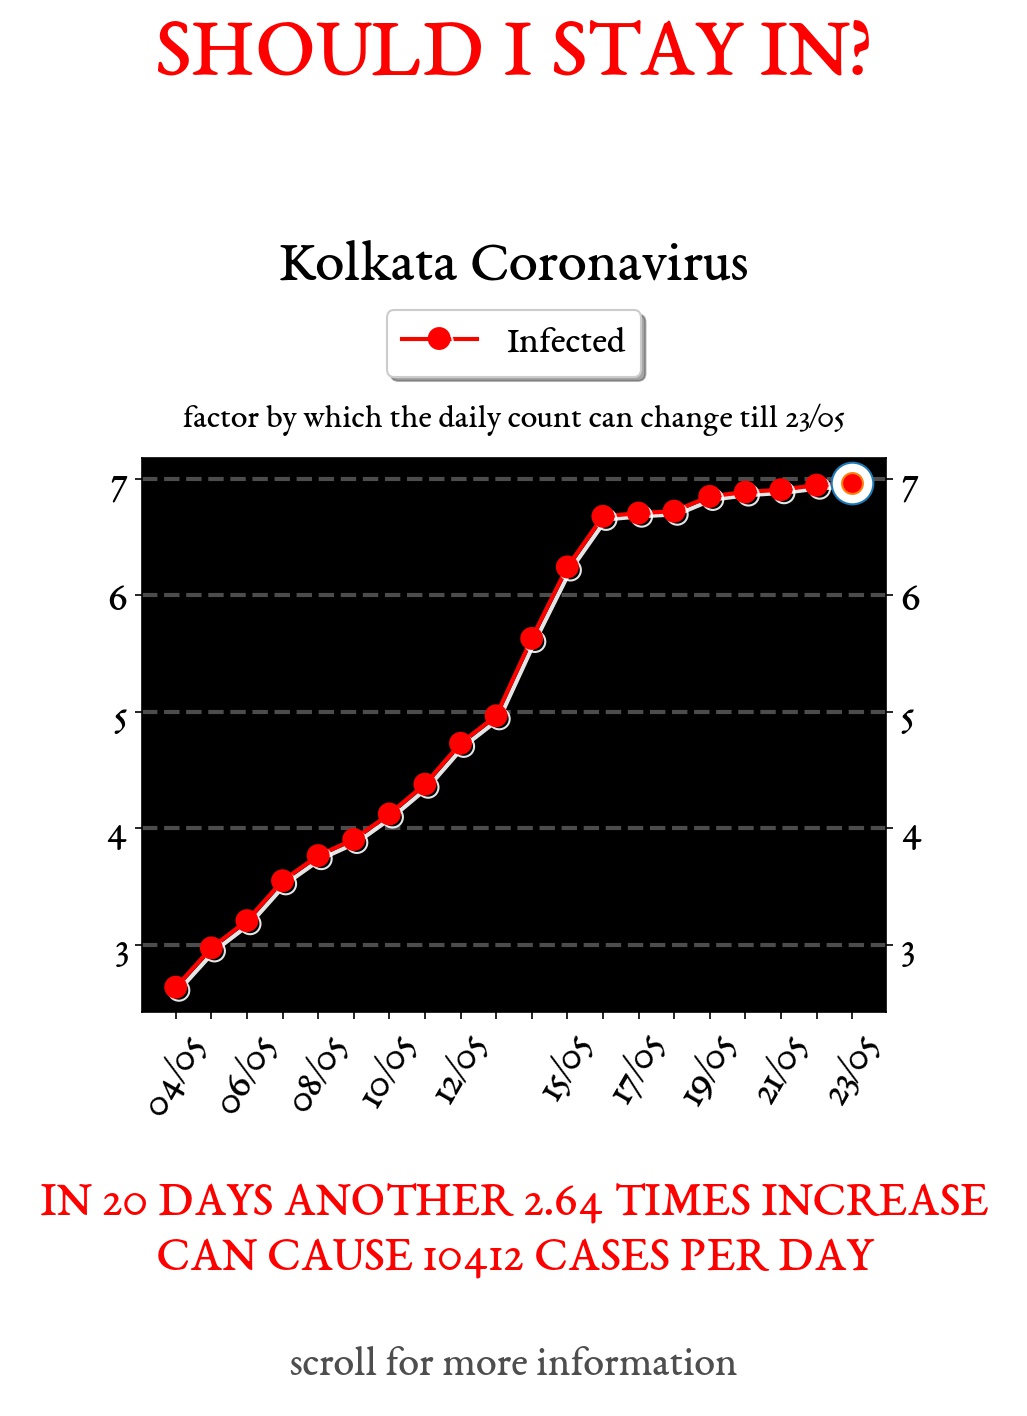 SHOULD I STAY IN?
Kolkata Coronavirus
Infected
factor by which the daily count can change till 23/05
7 7
6 6
5 5
4 4
3 3
04/05 06/05 08/05 10/05 12/05 15/05 17/05 19/05 21/05 23/05
IN 20 DAYS ANOTHER 2.64 TIMES INCREASE
CAN CAUSE 10412 CASES PER DAY
scroll for more information